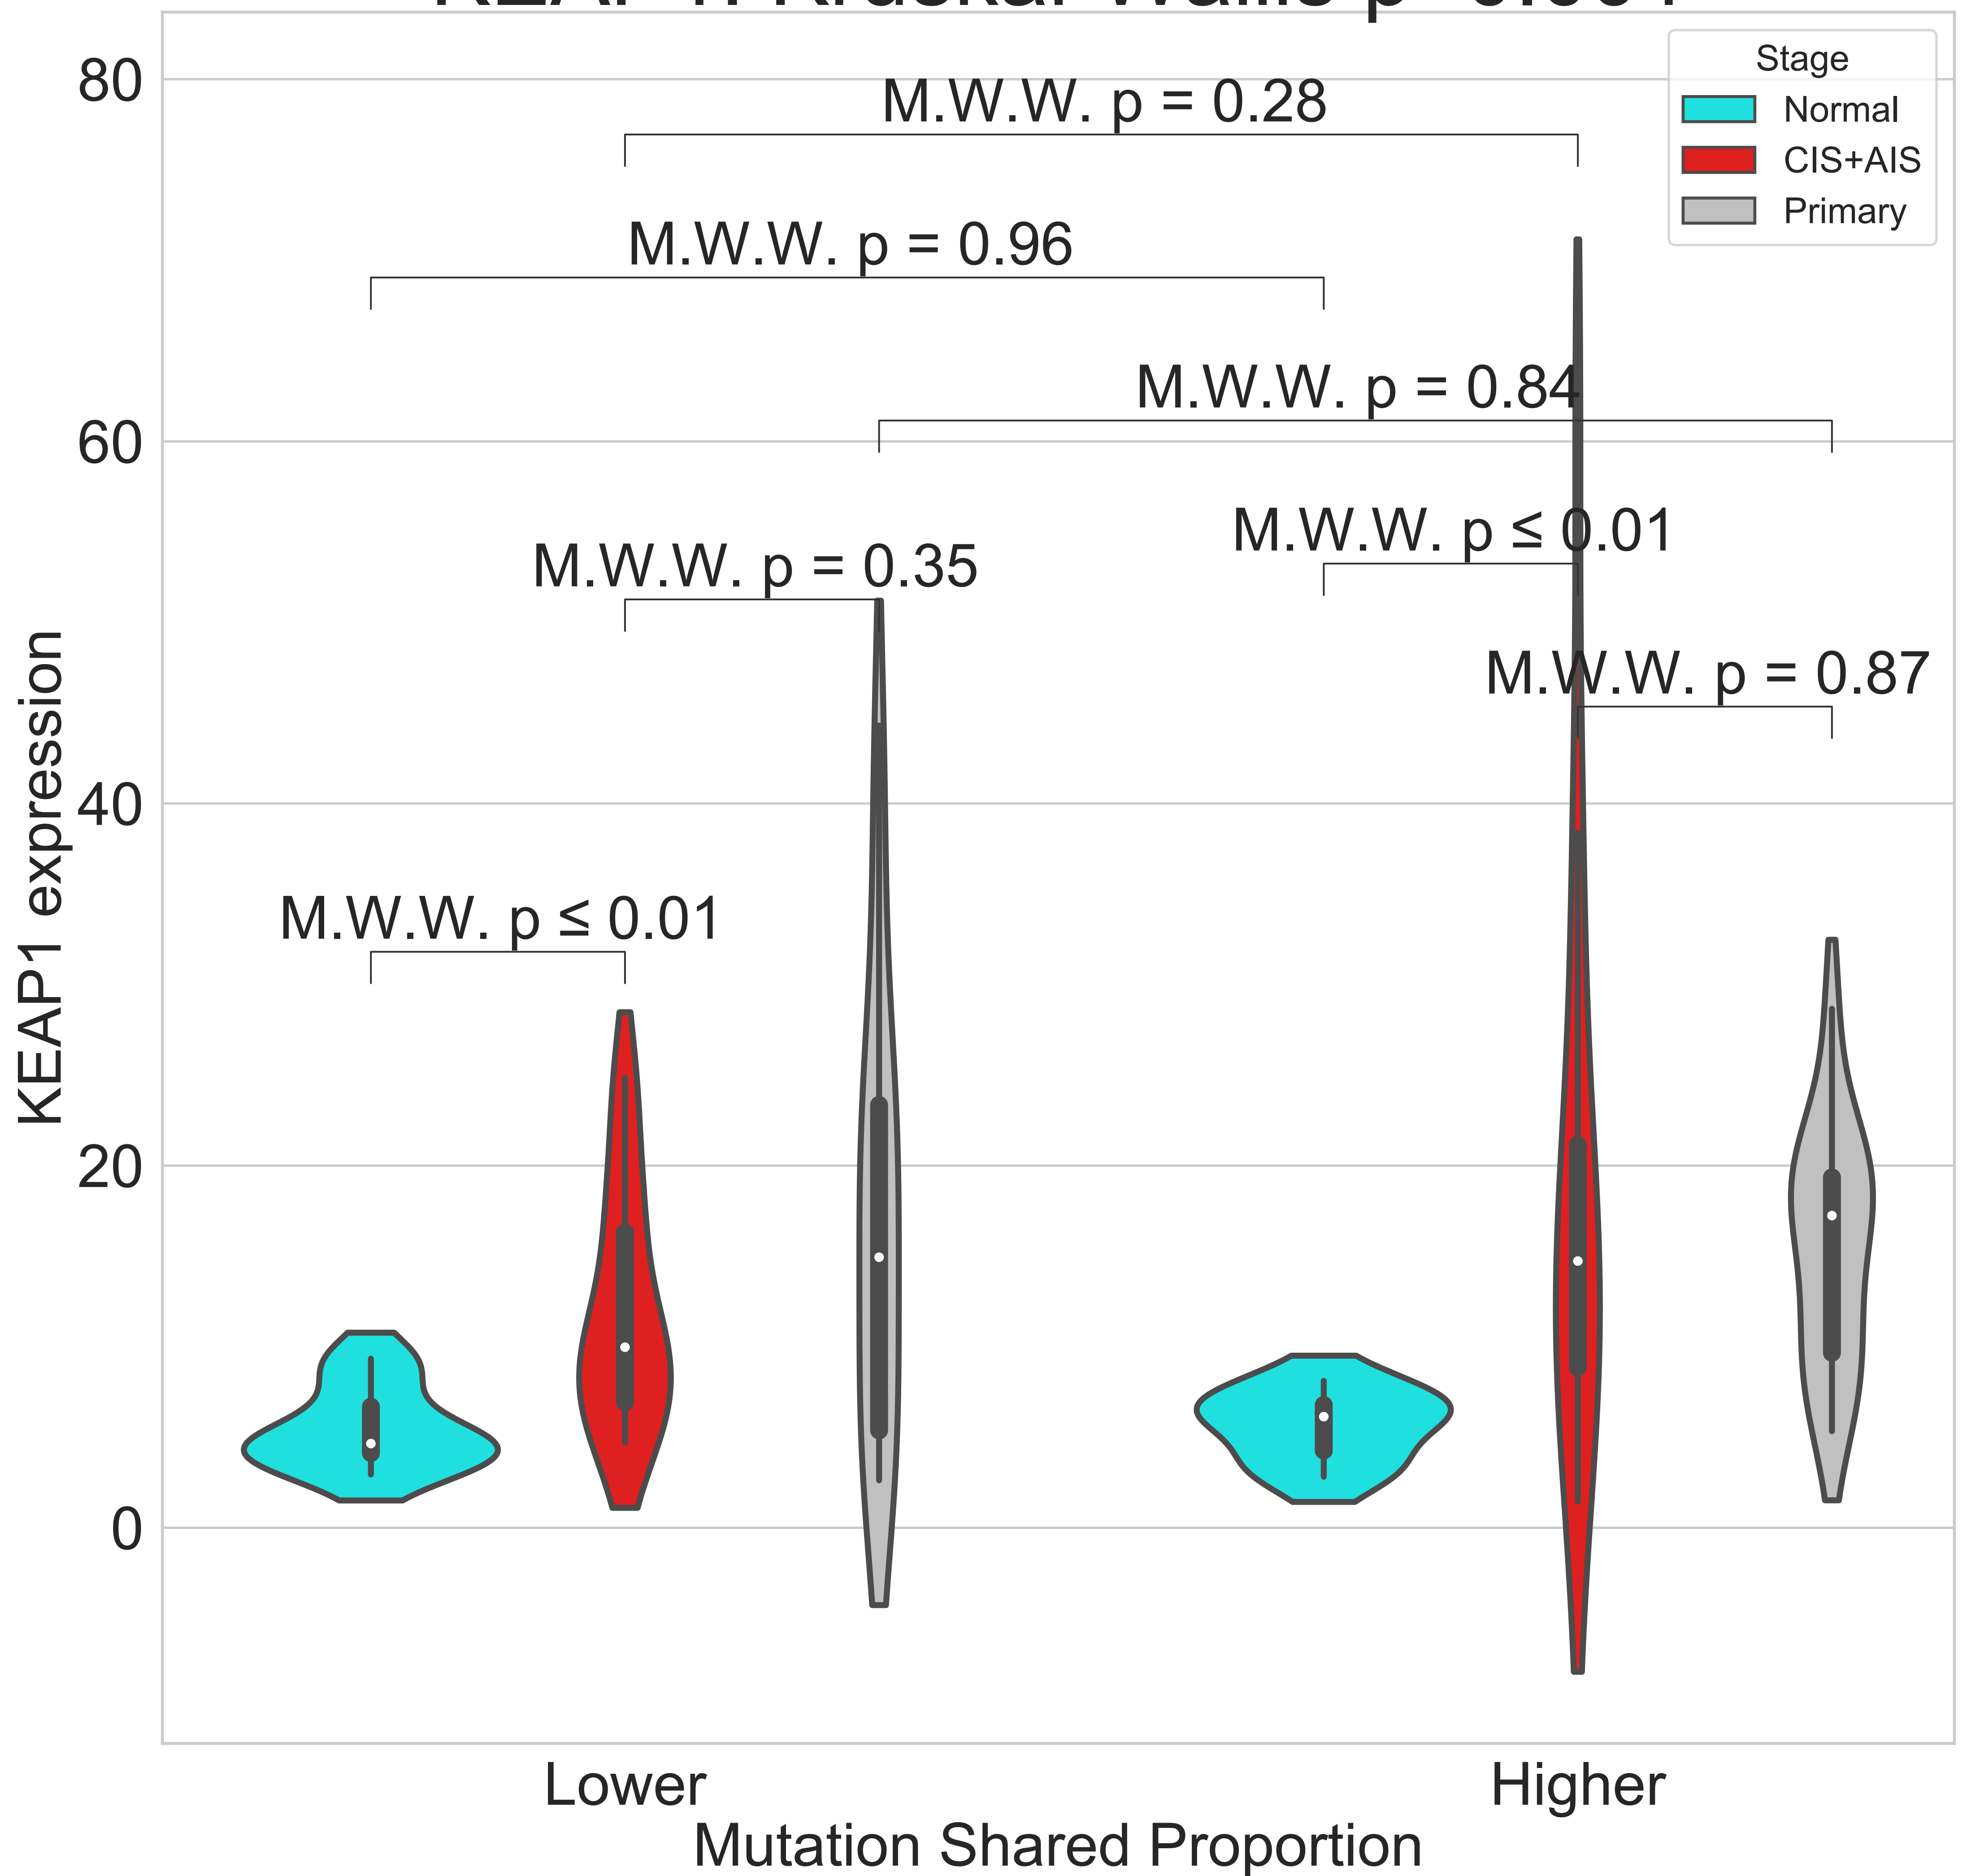 80
60
40
20
0
KEAP1 expression
Stage
Normal
CIS+AIS
Primary
M.W.W. p = 0.28
M.W.W. p = 0.96
M.W.W. p = 0.84
M.W.W. p ≤ 0.01
M.W.W. p = 0.35
M.W.W. p = 0.87
M.W.W. p ≤ 0.01
Lower
Higher
Mutation Shared Proportion